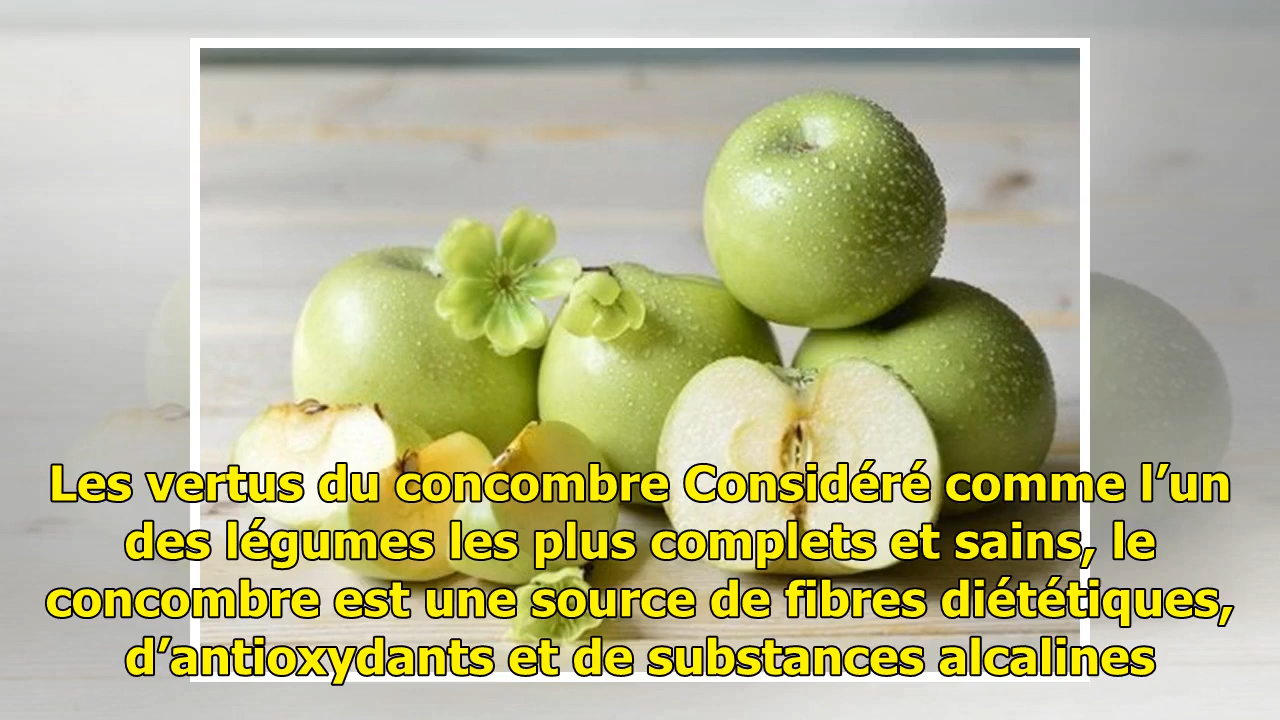 Les vertus du concombre Considéré comme l’un
des légumes les plus complets et sains, le
concombre est une source de fibres diététiques,
d’antioxydants et de substances alcalines